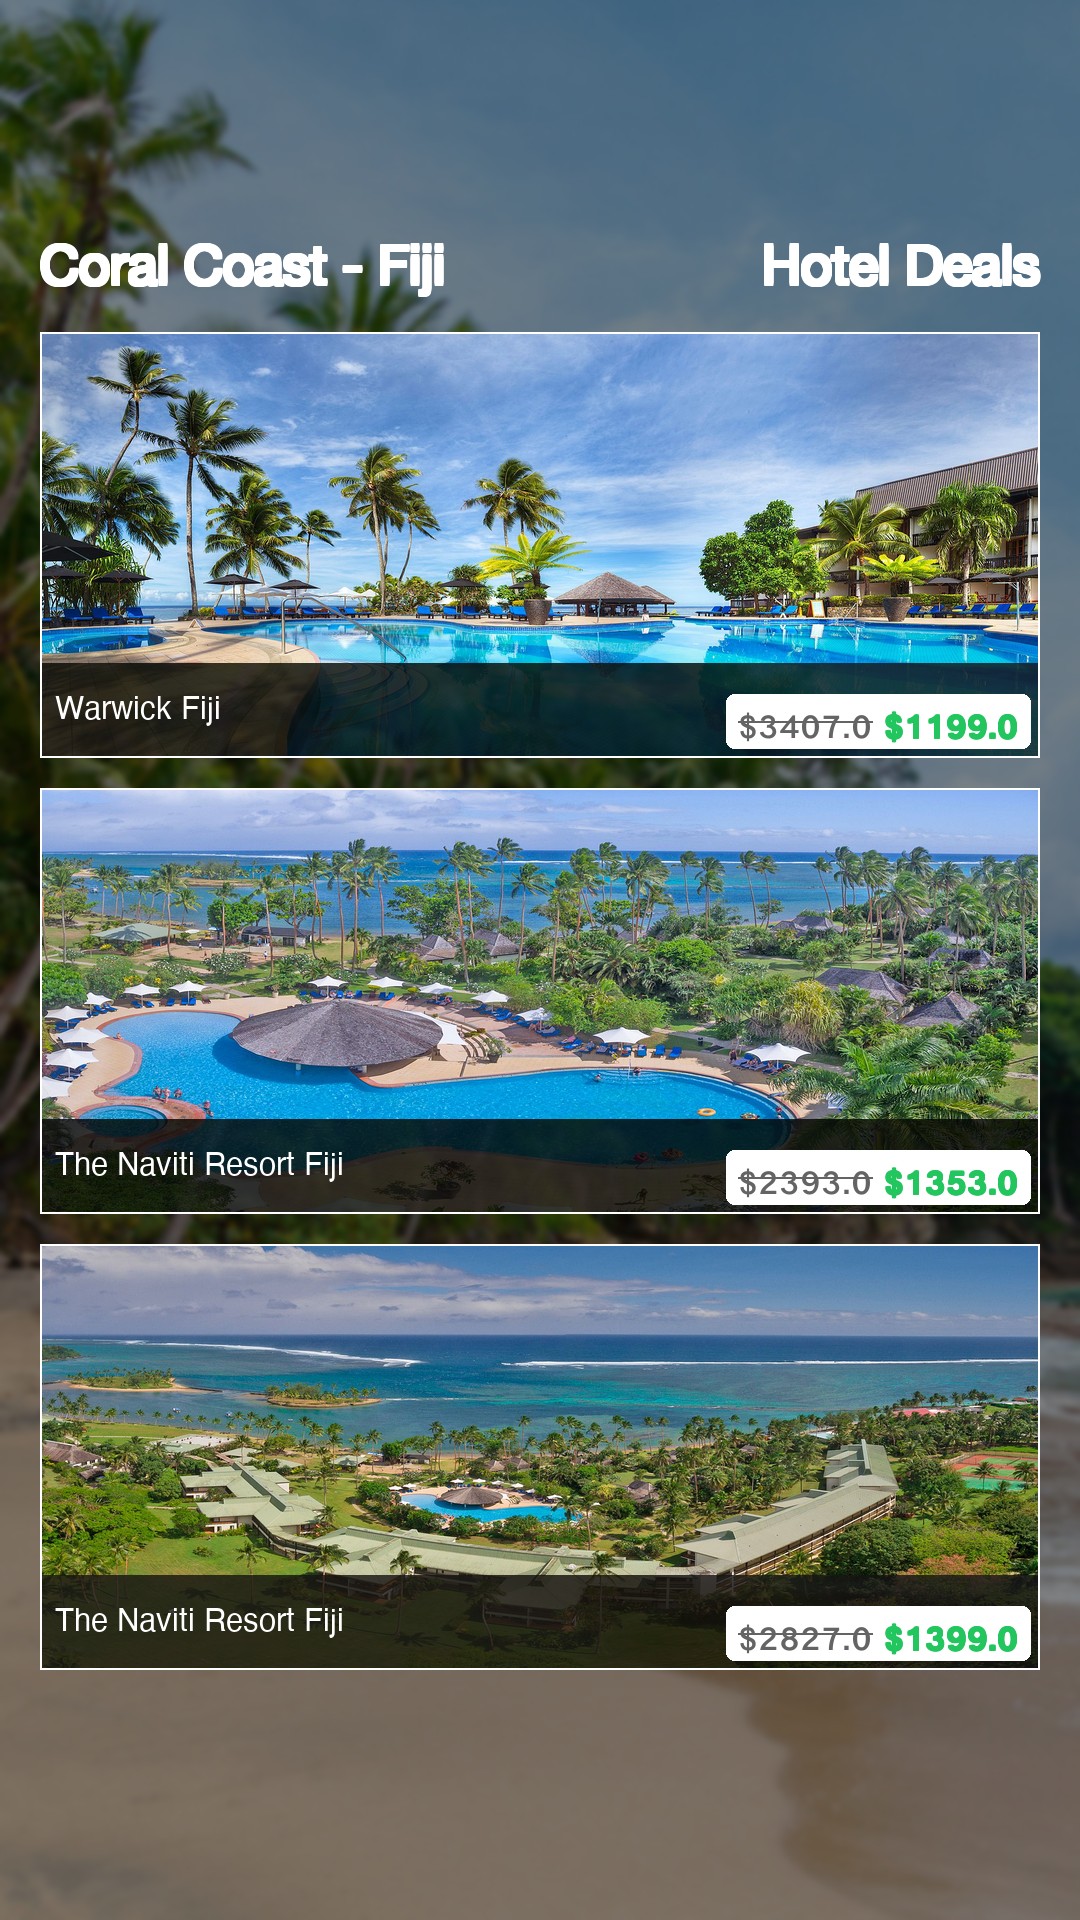 Coral Coast - Fiji Hotel Deals
Warwick Fiji
$3407.0 $1199.0
The Naviti Resort Fiji
$2393.0 $1353.0
The Naviti Resort Fiji
$2827.0 $1399.0